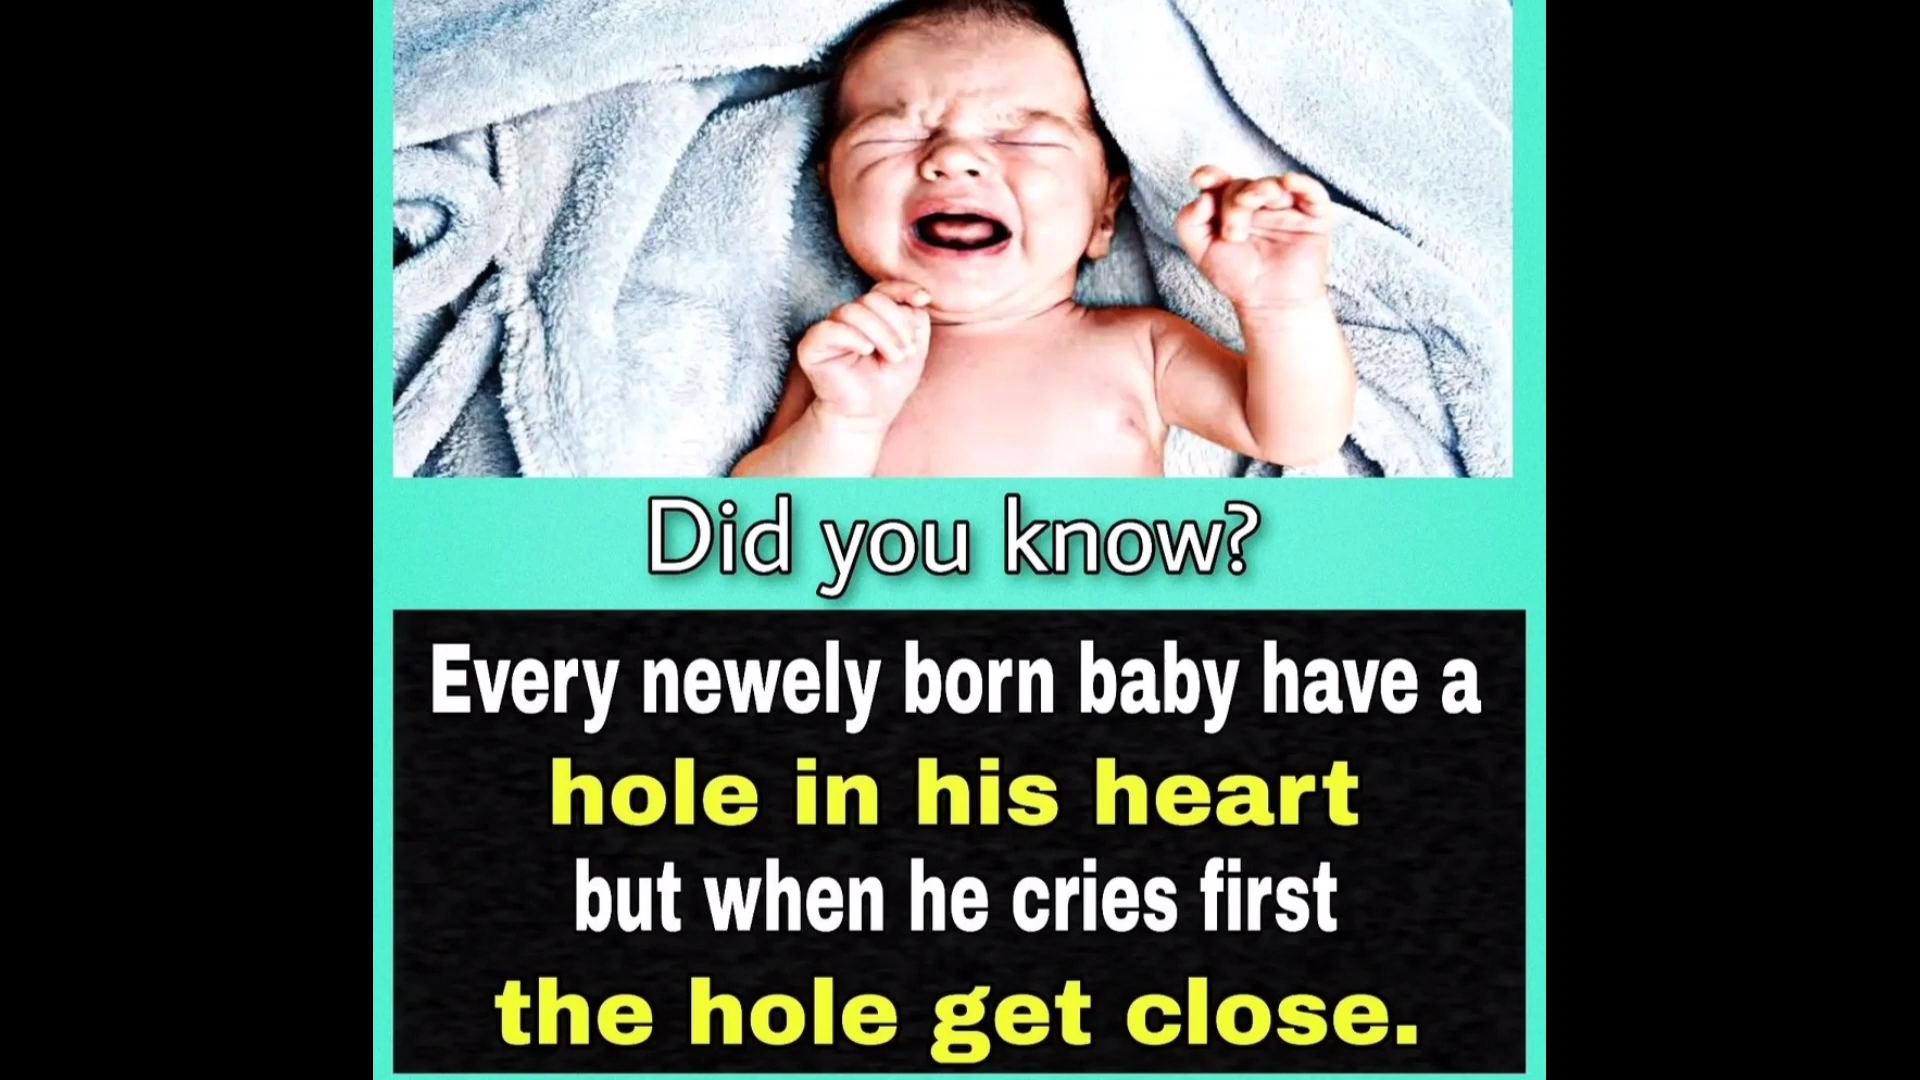 Did you know?
Every newely born baby have a
hole in his heart
but when he cries first
the hole get close.